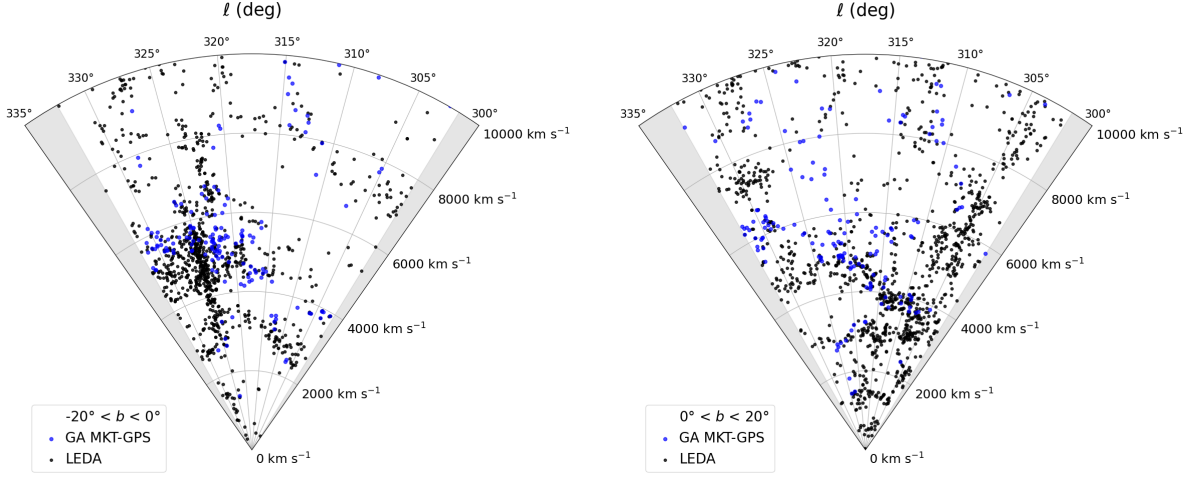 ℓ (deg)
335°
330°
325°
320°
315°
310°
305°
300°
10000 km s⁻¹
8000 km s⁻¹
6000 km s⁻¹
4000 km s⁻¹
2000 km s⁻¹
0 km s⁻¹
-20° < b < 0°
GA MKT-GPS
LEDA
ℓ (deg)
335°
330°
325°
320°
315°
310°
305°
300°
10000 km s⁻¹
8000 km s⁻¹
6000 km s⁻¹
4000 km s⁻¹
2000 km s⁻¹
0 km s⁻¹
0° < b < 20°
GA MKT-GPS
LEDA